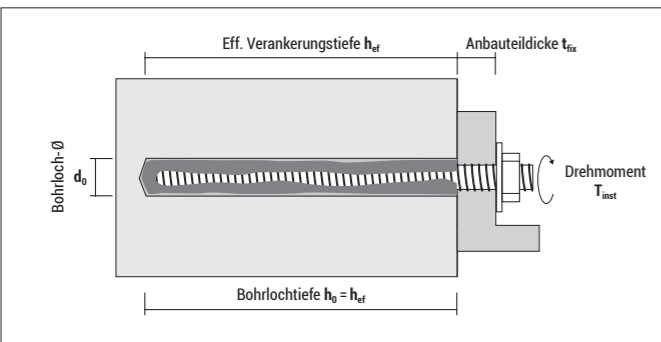 Eff. Verankerungstiefe hef
Anbauteildicke tfix
Bohrloch-Ø
d0
Drehmoment
Tinst
Bohrlochtiefe h0 = hef